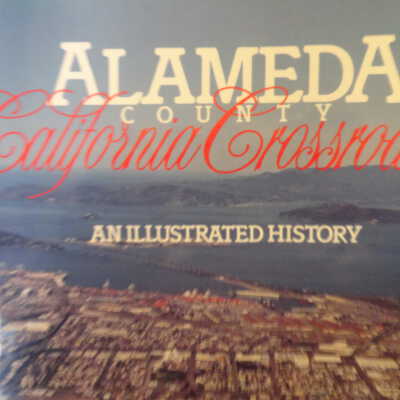 ALAMEDA
COUNTY
California Crossroa
AN ILLUSTRATED HISTORY